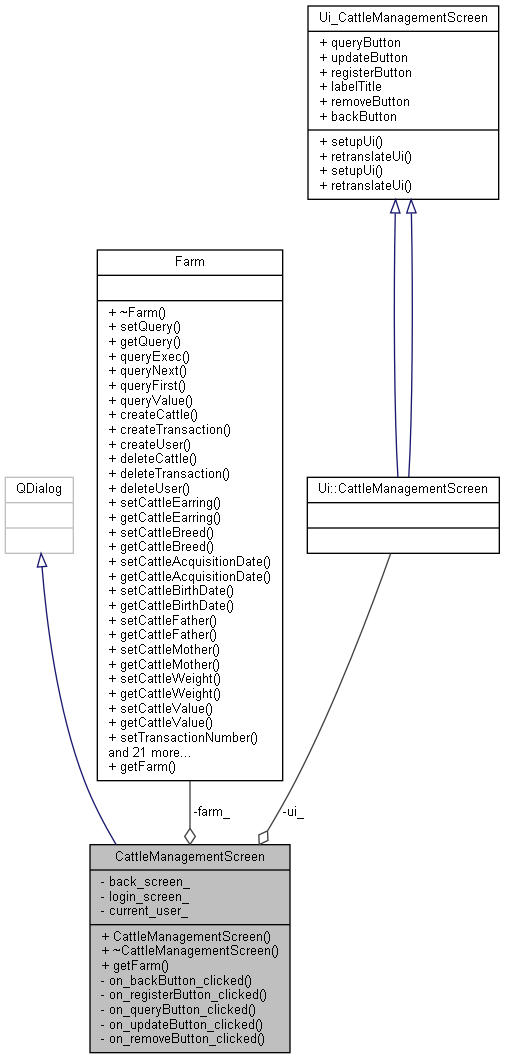 Ui_CattleManagementScreen
+ queryButton
+ updateButton
+ registerButton
+ labelTitle
+ removeButton
+ backButton
+ setupUi()
+ retranslateUi()
+ setupUi()
+ retranslateUi()
Farm
+ ~Farm()
+ setQuery()
+ getQuery()
+ queryExec()
+ queryNext()
+ queryFirst()
+ queryValue()
+ createCattle()
+ createTransaction()
+ createUser()
+ deleteCattle()
+ deleteTransaction()
+ deleteUser()
+ setCattleEarring()
+ getCattleEarring()
+ setCattleBreed()
+ getCattleBreed()
+ setCattleAcquisitionDate()
+ getCattleAcquisitionDate()
+ setCattleBirthDate()
+ getCattleBirthDate()
+ setCattleFather()
+ getCattleFather()
+ setCattleMother()
+ getCattleMother()
+ setCattleWeight()
+ getCattleWeight()
+ setCattleValue()
+ getCattleValue()
+ setTransactionNumber()
and 21 more...
+ getFarm()
QDialog
Ui::CattleManagementScreen
-farm_
-ui_
CattleManagementScreen
- back_screen_
- login_screen_
- current_user_
+ CattleManagementScreen()
+ ~CattleManagementScreen()
+ getFarm()
- on_backButton_clicked()
- on_registerButton_clicked()
- on_queryButton_clicked()
- on_updateButton_clicked()
- on_removeButton_clicked()